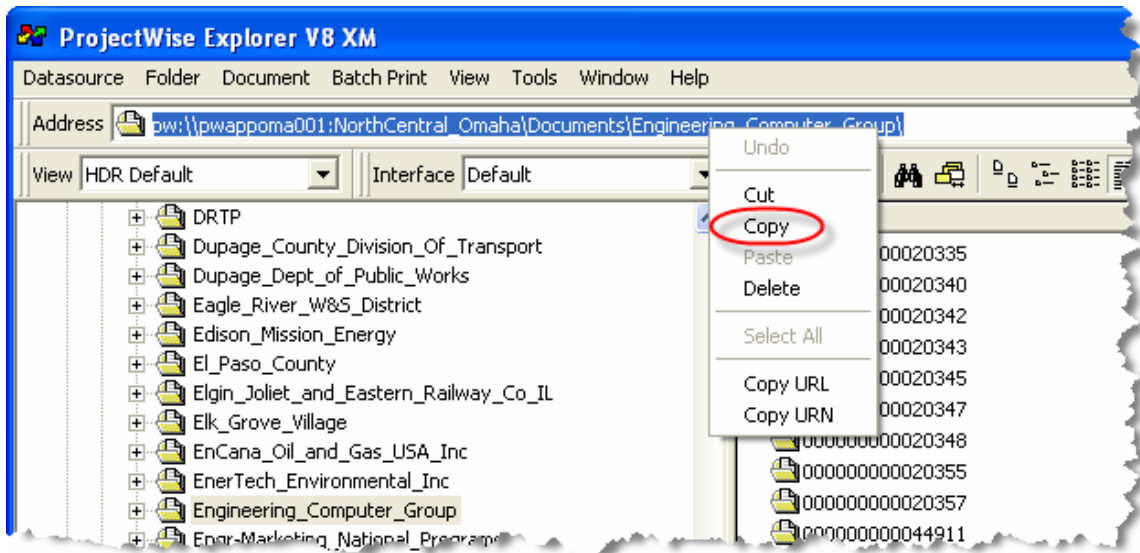 ProjectWise Explorer V8 XM
Datasource Folder Document Batch Print View Tools Window Help
Address pw:\\pwappoma001:NorthCentral_Omaha\Documents\Engineering_Computer_Group\
View HDR Default Interface Default
Undo
Cut
Copy
Paste
Delete
Select All
Copy URL
Copy URN
DRTP
Dupage_County_Division_Of_Transport
Dupage_Dept_of_Public_Works
Eagle_River_W&S_District
Edison_Mission_Energy
El_Paso_County
Elgin_Joliet_and_Eastern_Railway_Co_IL
Elk_Grove_Village
EnCana_Oil_and_Gas_USA_Inc
EnerTech_Environmental_Inc
Engineering_Computer_Group
Engr-Marketing_National_Programs
00020335
00020340
00020342
00020343
00020345
00020347
000000000020348
000000000020355
000000000020357
000000000044911